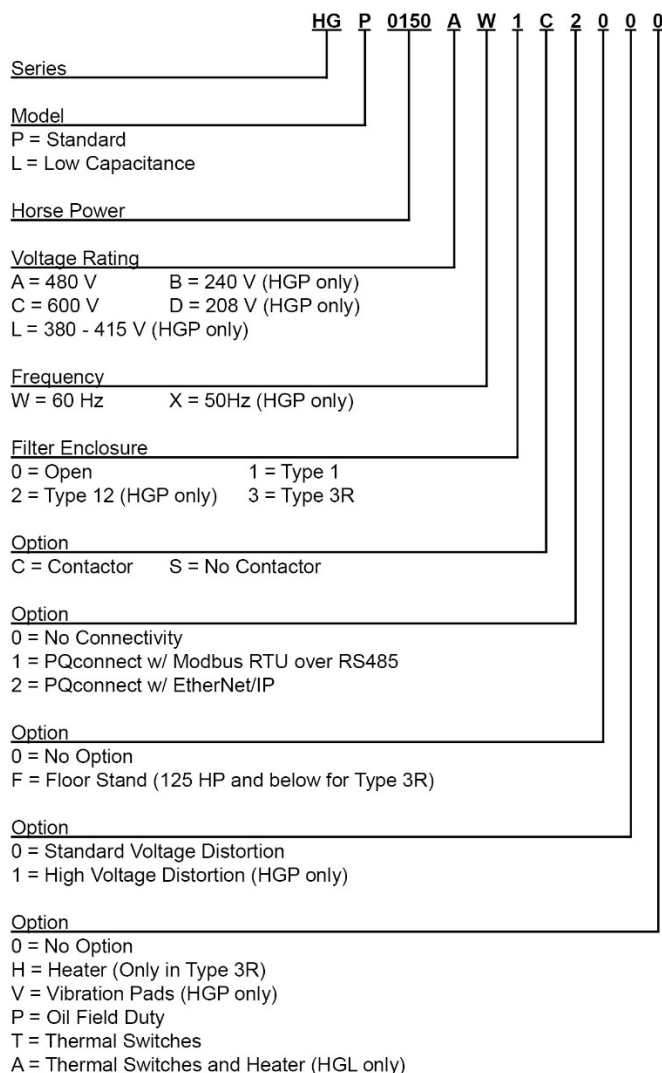 HG P 0150 A W 1 C 2 0 0 0
Series
Model
P = Standard
L = Low Capacitance
Horse Power
Voltage Rating
A = 480 V B = 240 V (HGP only)
C = 600 V D = 208 V (HGP only)
L = 380 - 415 V (HGP only)
Frequency
W = 60 Hz X = 50Hz (HGP only)
Filter Enclosure
0 = Open 1 = Type 1
2 = Type 12 (HGP only) 3 = Type 3R
Option
C = Contactor S = No Contactor
Option
0 = No Connectivity
1 = PQconnect w/ Modbus RTU over RS485
2 = PQconnect w/ EtherNet/IP
Option
0 = No Option
F = Floor Stand (125 HP and below for Type 3R)
Option
0 = Standard Voltage Distortion
1 = High Voltage Distortion (HGP only)
Option
0 = No Option
H = Heater (Only in Type 3R)
V = Vibration Pads (HGP only)
P = Oil Field Duty
T = Thermal Switches
A = Thermal Switches and Heater (HGL only)